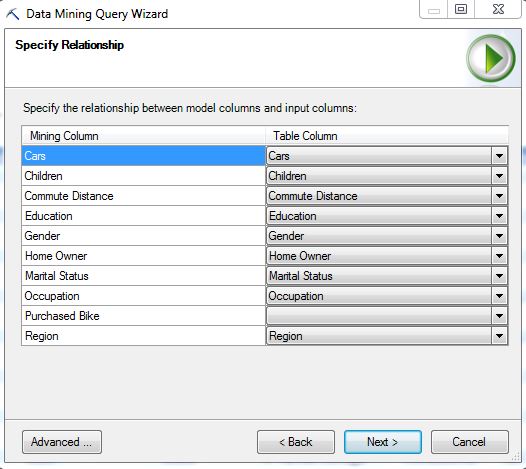 Data Mining Query Wizard
Specify Relationship
Specify the relationship between model columns and input columns:
Mining Column Table Column
Cars Cars
Children Children
Commute Distance Commute Distance
Education Education
Gender Gender
Home Owner Home Owner
Marital Status Marital Status
Occupation Occupation
Purchased Bike
Region Region
Advanced ... < Back Next > Cancel